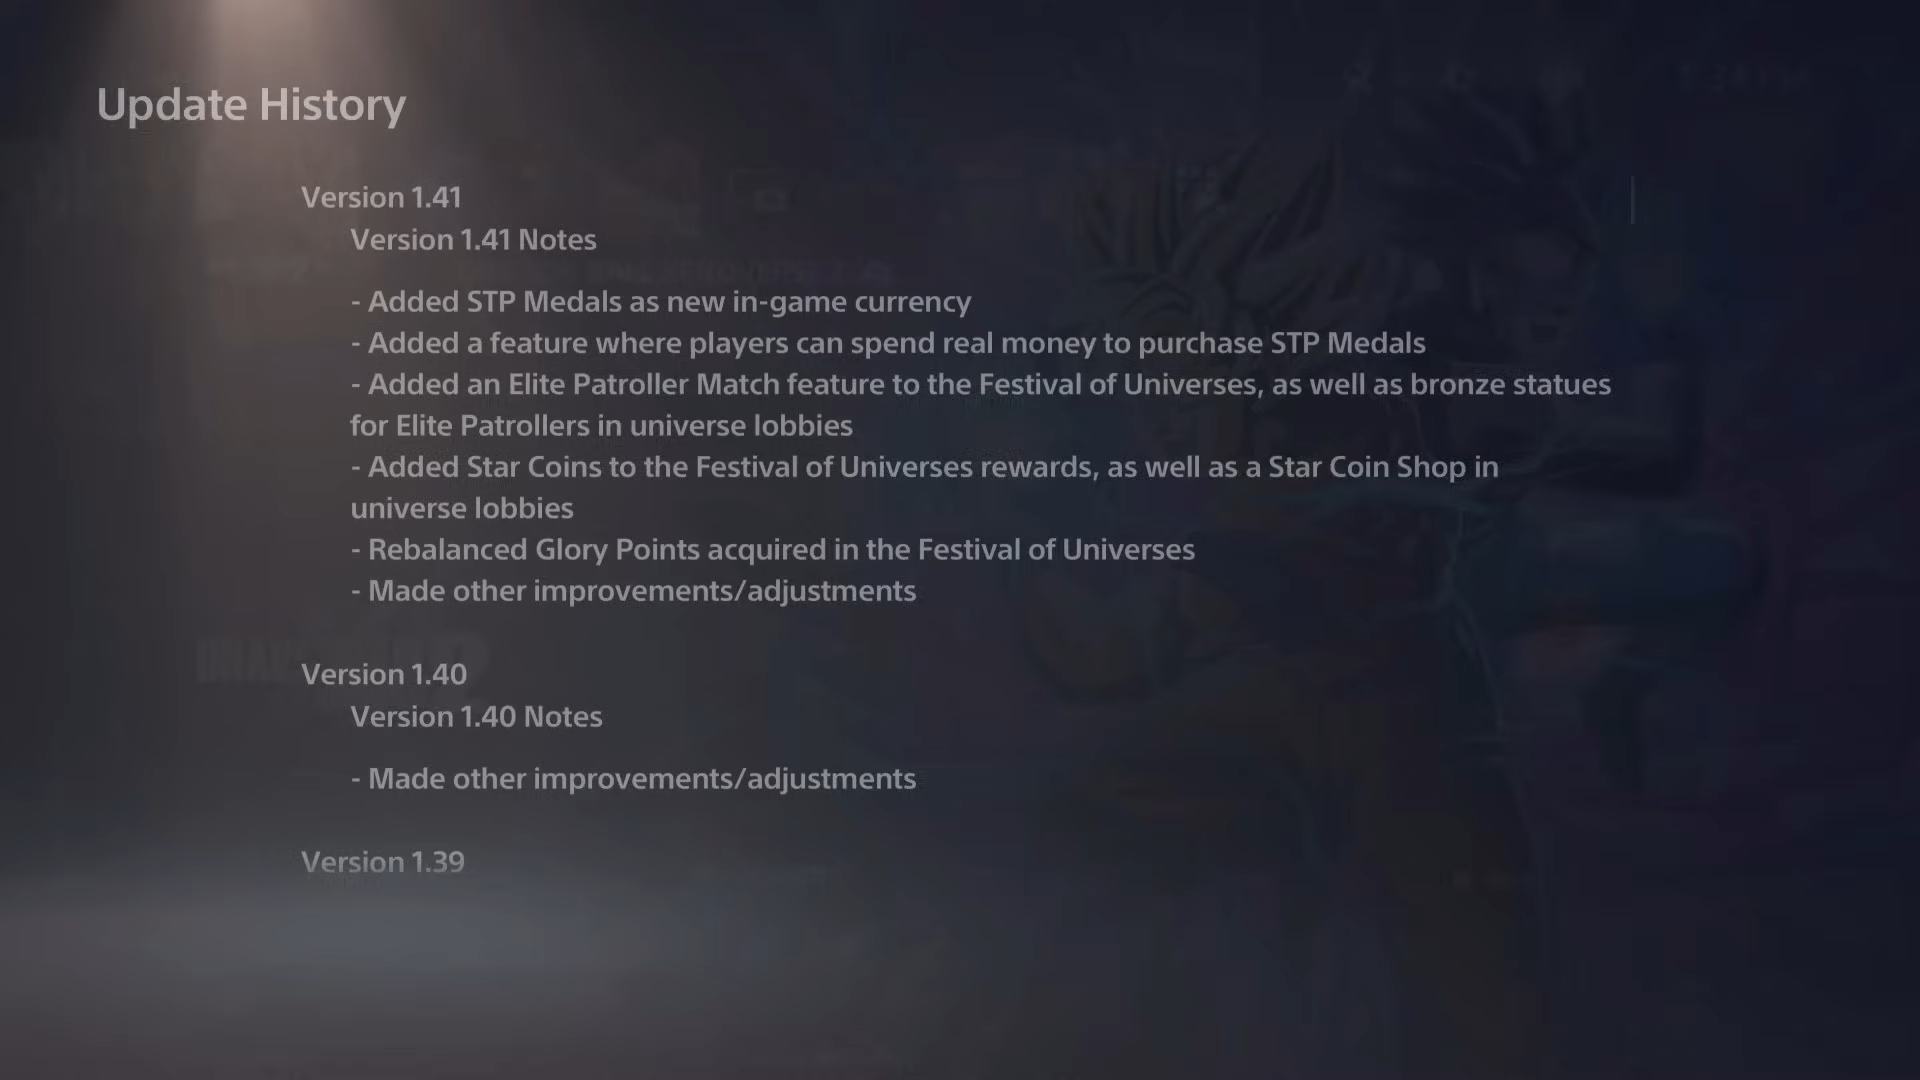 Update History
Version 1.41
Version 1.41 Notes
- Added STP Medals as new in-game currency
- Added a feature where players can spend real money to purchase STP Medals
- Added an Elite Patroller Match feature to the Festival of Universes, as well as bronze statues
for Elite Patrollers in universe lobbies
- Added Star Coins to the Festival of Universes rewards, as well as a Star Coin Shop in
universe lobbies
- Rebalanced Glory Points acquired in the Festival of Universes
- Made other improvements/adjustments
Version 1.40
Version 1.40 Notes
- Made other improvements/adjustments
Version 1.39